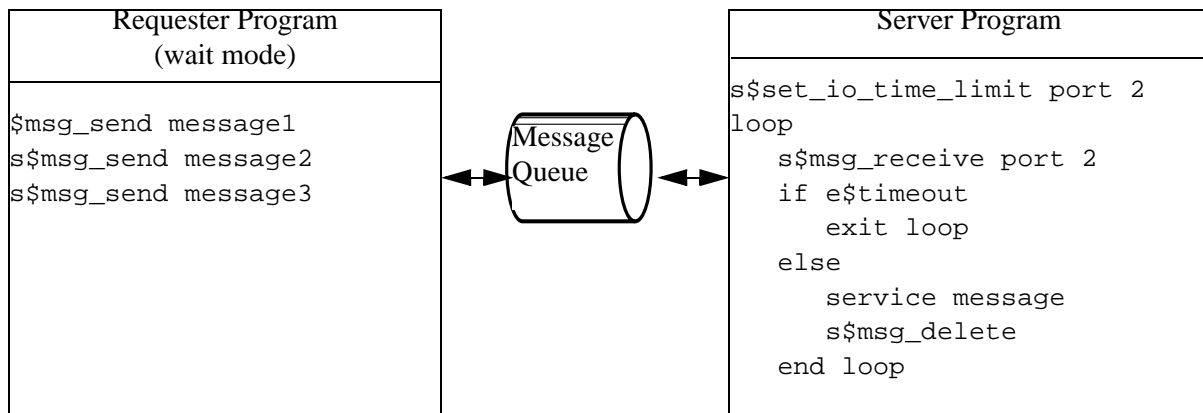 Requester Program
(wait mode)
$msg_send message1
s$msg_send message2
s$msg_send message3
Message
Queue
Server Program
s$set_io_time_limit port 2
loop
s$msg_receive port 2
if e$timeout
exit loop
else
service message
s$msg_delete
end loop